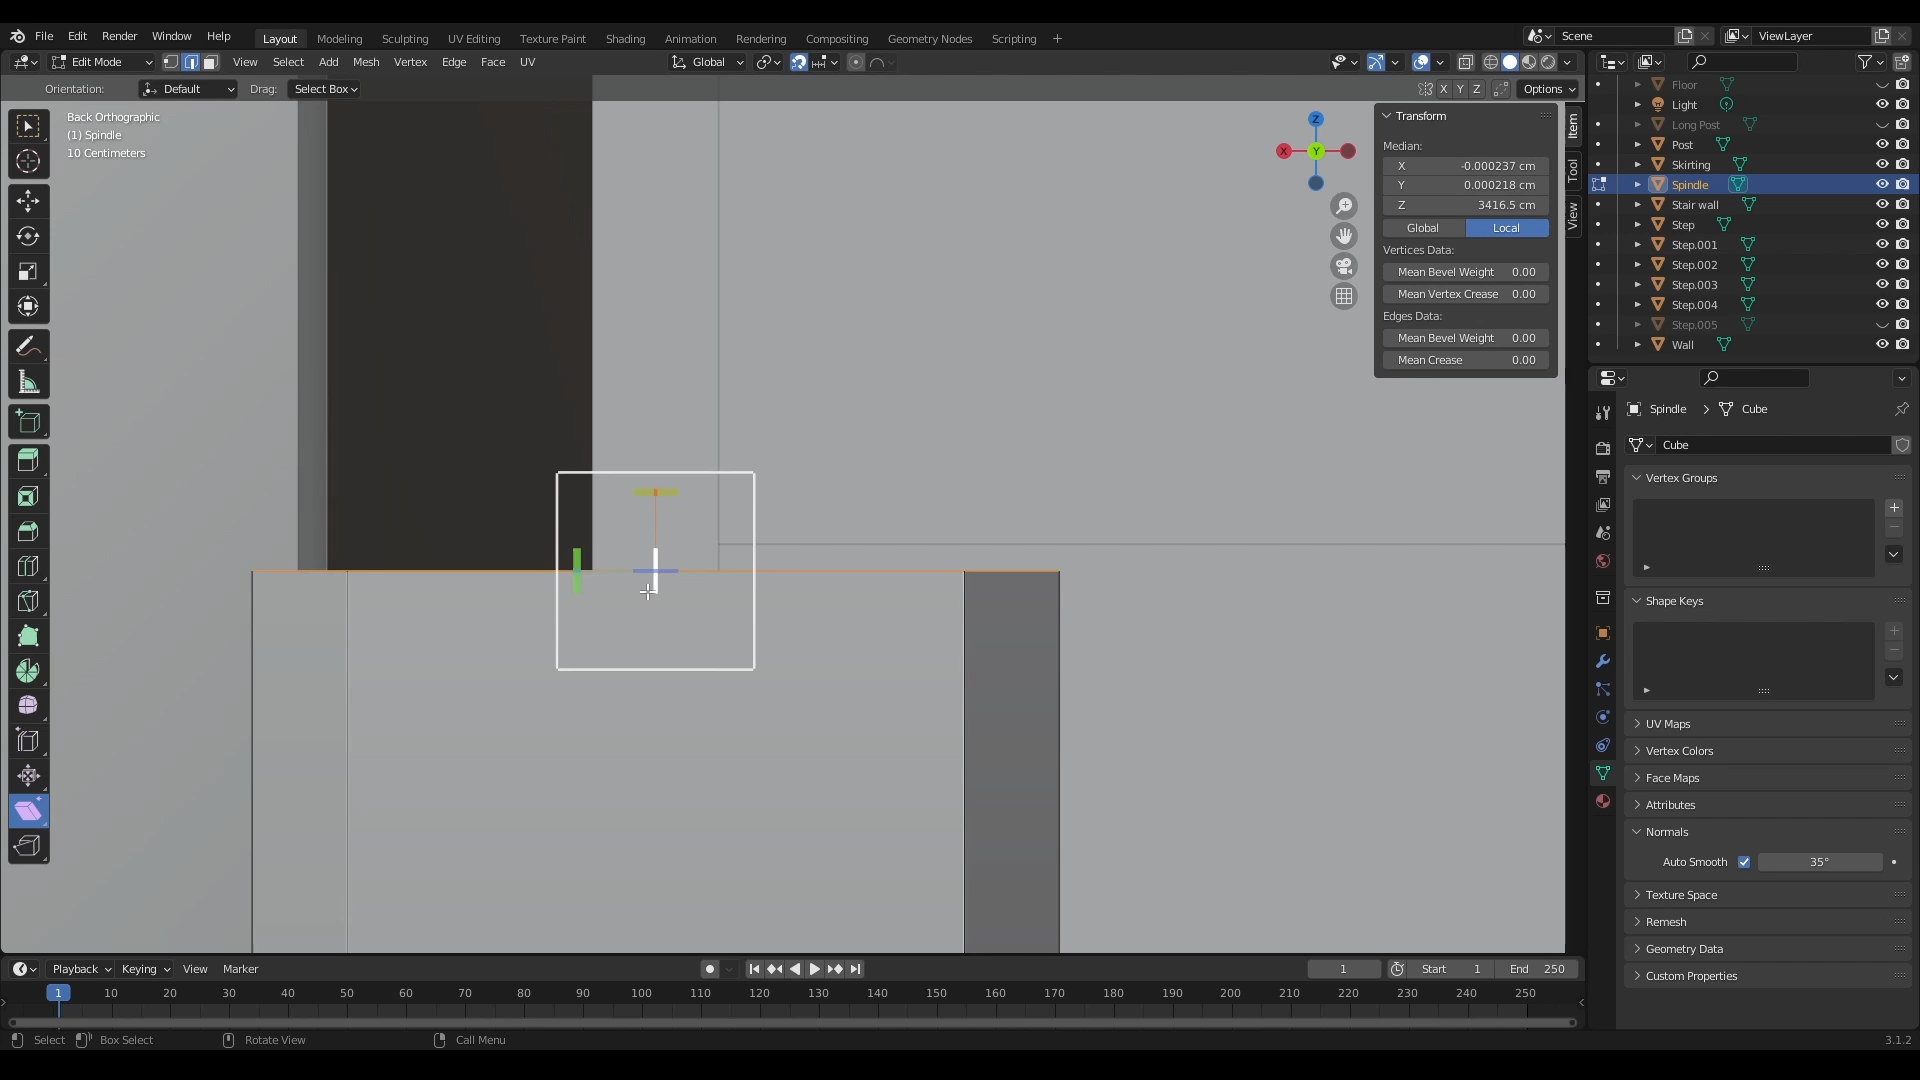 File Edit Render Window Help Layout Modeling Sculpting UV Editing Texture Paint Shading Animation Rendering Compositing Geometry Nodes Scripting + Scene ViewLayer
Edit Mode View Select Add Mesh Vertex Edge Face UV Global
Orientation: Default Drag: Select Box X Y Z Options
Back Orthographic
(1) Spindle
10 Centimeters
Z
X
Y
Transform
Median:
X -0.000237 cm
Y 0.000218 cm
Z 3416.5 cm
Global Local
Vertices Data:
Mean Bevel Weight 0.00
Mean Vertex Crease 0.00
Edges Data:
Mean Bevel Weight 0.00
Mean Crease 0.00
Item
Tool
View
Floor
Light
Long Post
Post
Skirting
Spindle
Stair wall
Step
Step.001
Step.002
Step.003
Step.004
Step.005
Wall
Spindle > Cube
Cube
Vertex Groups
Shape Keys
UV Maps
Vertex Colors
Face Maps
Attributes
Normals
Auto Smooth 35°
Texture Space
Remesh
Geometry Data
Custom Properties
Playback Keying View Marker 1 Start 1 End 250
1 10 20 30 40 50 60 70 80 90 100 110 120 130 140 150 160 170 180 190 200 210 220 230 240 250
Select Box Select Rotate View Call Menu 3.1.2